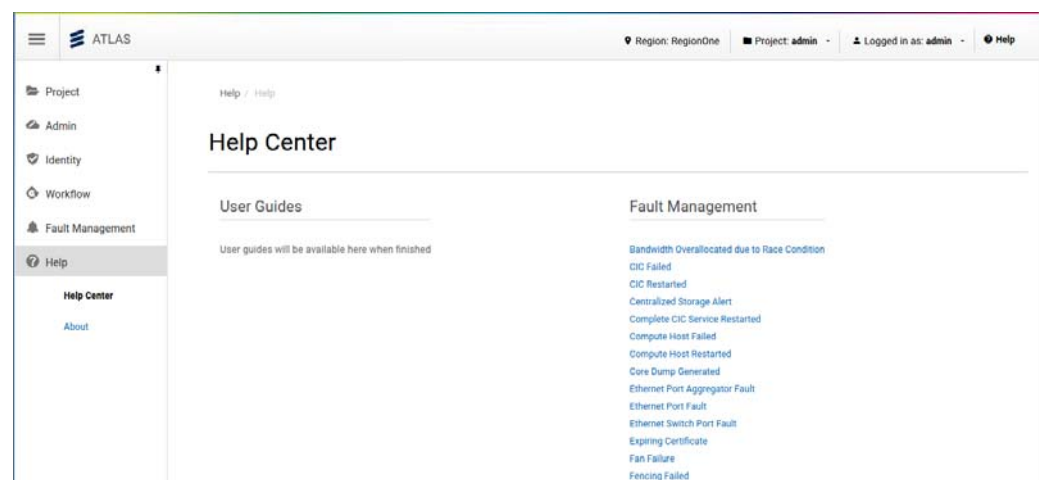 ATLAS
Region: RegionOne
Project: admin
Logged in as: admin
Help
Project
Admin
Identity
Workflow
Fault Management
Help
Help Center
About
Help / Help
Help Center
User Guides
User guides will be available here when finished
Fault Management
Bandwidth Overallocated due to Race Condition
CIC Failed
CIC Restarted
Centralized Storage Alert
Complete CIC Service Restarted
Compute Host Failed
Compute Host Restarted
Core Dump Generated
Ethernet Port Aggregator Fault
Ethernet Port Fault
Ethernet Switch Port Fault
Expiring Certificate
Fan Failure
Fencing Failed